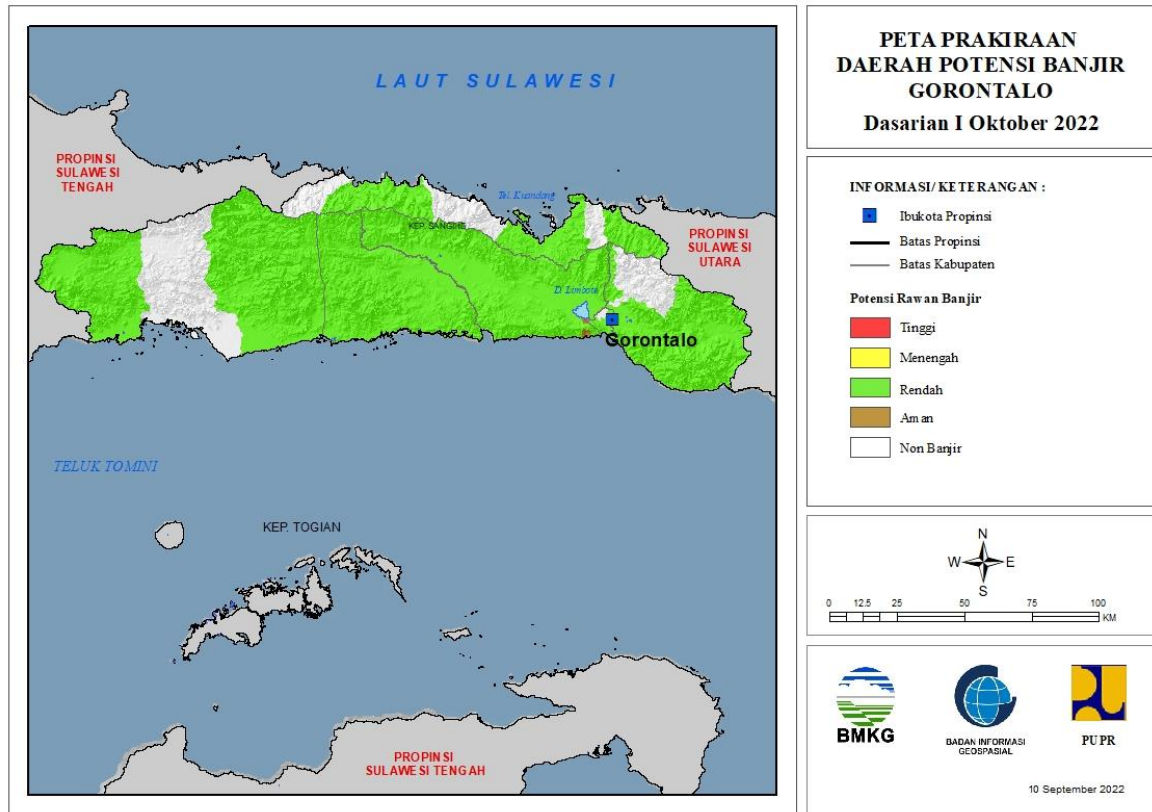 LAUT SULAWESI
PROPINSI
SULAWESI
TENGAH
Tel. Kuandang
KEP. SANGIHE
PROPINSI
SULAWESI
UTARA
D. Limboto
Gorontalo
TELUK TOMINI
KEP. TOGIAN
PROPINSI
SULAWESI TENGAH
PETA PRAKIRAAN
DAERAH POTENSI BANJIR
GORONTALO
Dasarian I Oktober 2022
INFORMASI/ KETERANGAN :
Ibukota Propinsi
Batas Propinsi
Batas Kabupaten
Potensi Rawan Banjir
Tinggi
Menengah
Rendah
Aman
Non Banjir
N
W E
S
0 12.5 25 50 75 100
KM
BMKG
BADAN INFORMASI
GEOSPASIAL
PUPR
10 September 2022